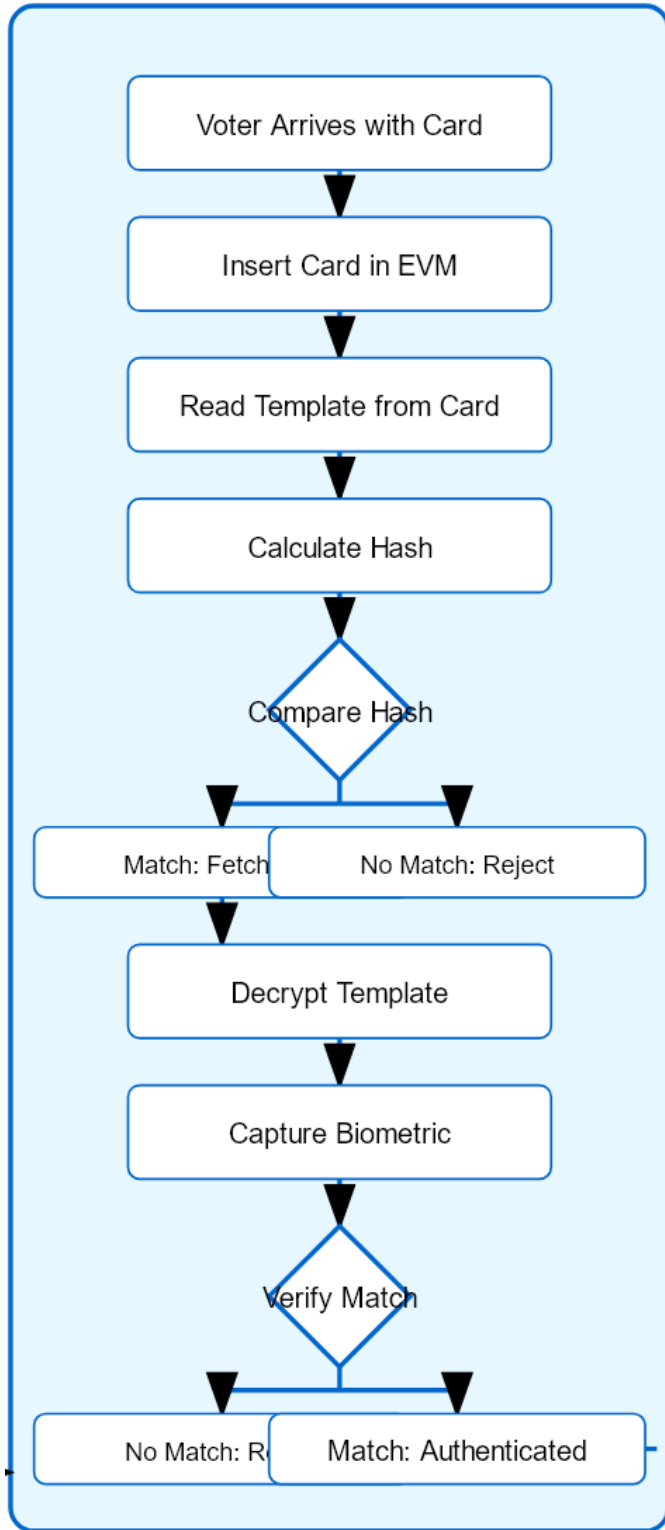 Voter Arrives with Card
Insert Card in EVM
Read Template from Card
Calculate Hash
Compare Hash
Match: Fetch
No Match: Reject
Decrypt Template
Capture Biometric
Verify Match
No Match:
Match: Authenticated